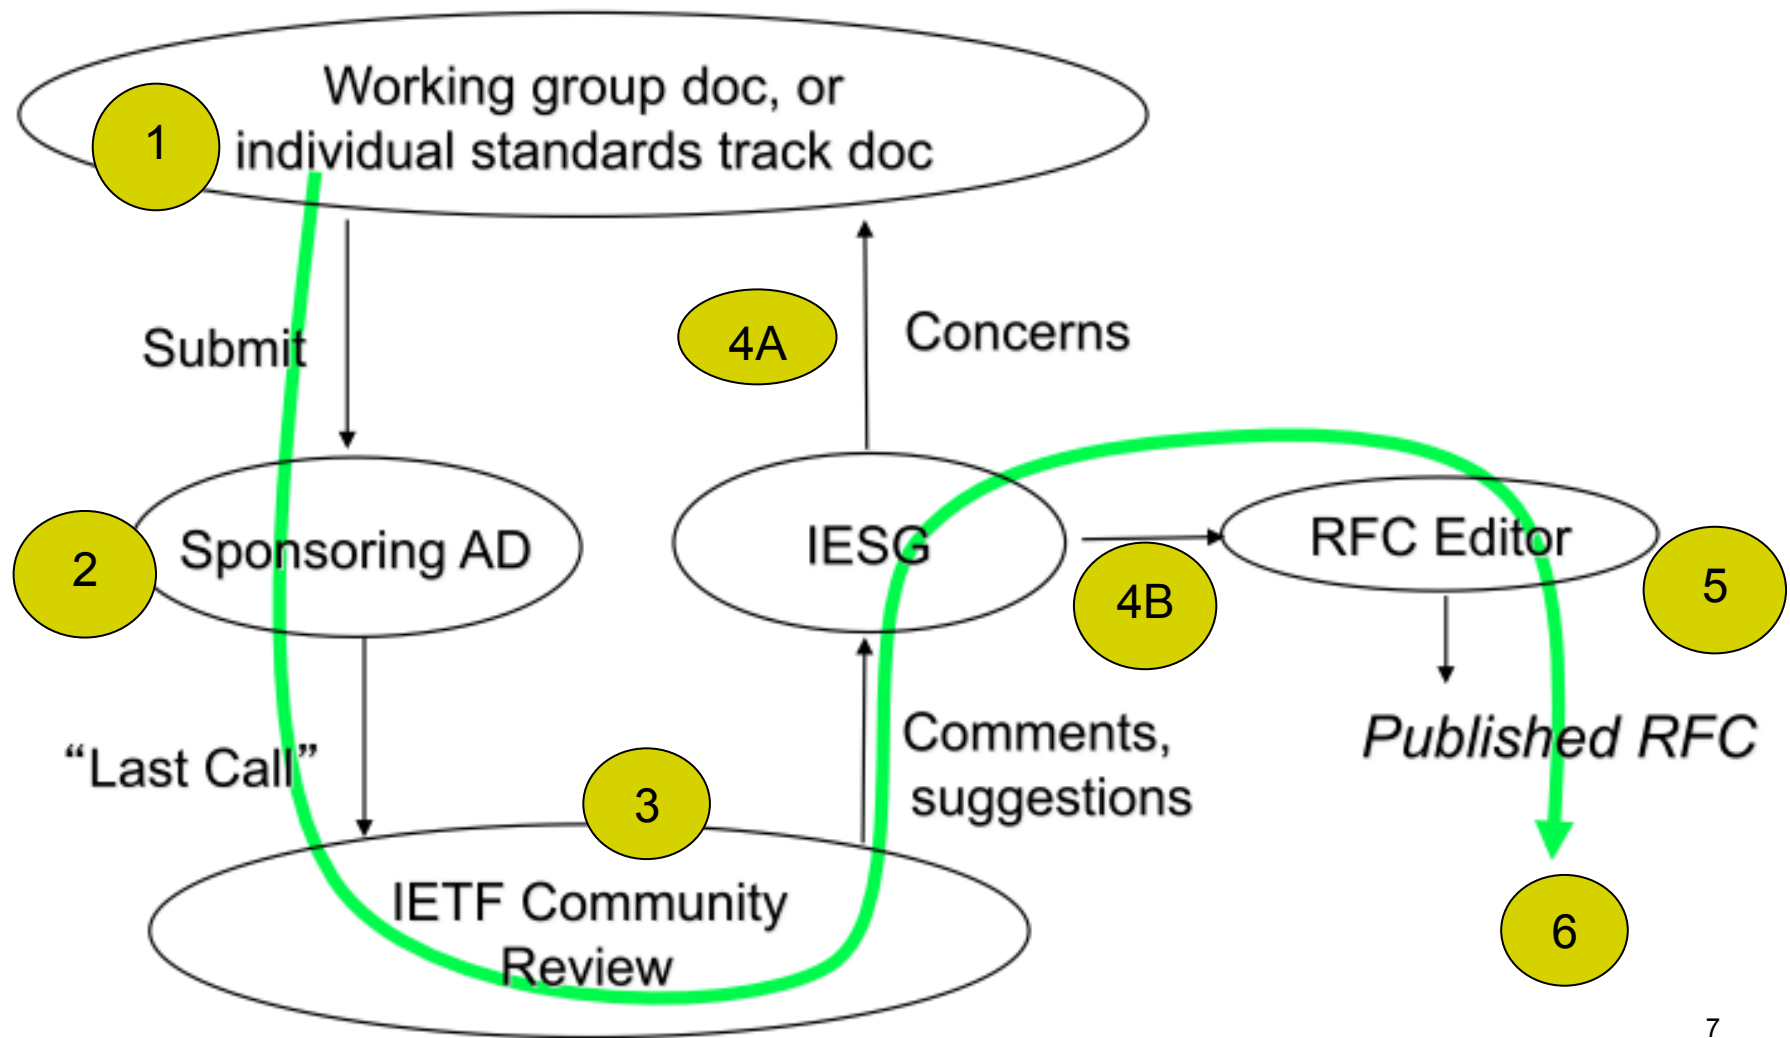 Working group doc, or
individual standards track doc
1
Submit
4A
Concerns
2
Sponsoring AD
IESG
4B
RFC Editor
5
“Last Call”
3
Comments,
suggestions
Published RFC
IETF Community
Review
6
7